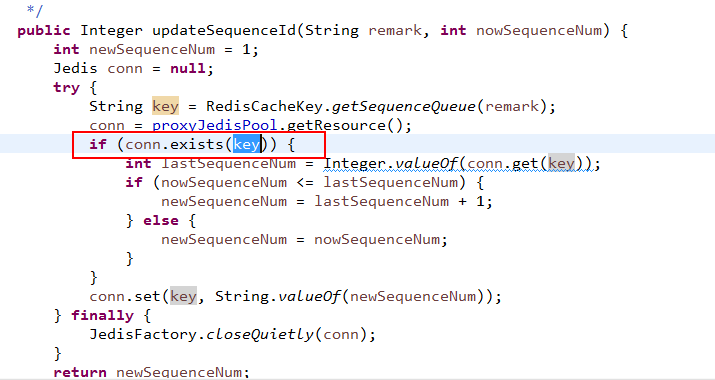 */
public Integer updateSequenceId(String remark, int nowSequenceNum) {
int newSequenceNum = 1;
Jedis conn = null;
try {
String key = RedisCacheKey.getSequenceQueue(remark);
conn = proxyJedisPool.getResource();
if (conn.exists(key)) {
int lastSequenceNum = Integer.valueOf(conn.get(key));
if (nowSequenceNum <= lastSequenceNum) {
newSequenceNum = lastSequenceNum + 1;
} else {
newSequenceNum = nowSequenceNum;
}
}
conn.set(key, String.valueOf(newSequenceNum));
} finally {
JedisFactory.closeQuietly(conn);
}
return newSequenceNum;